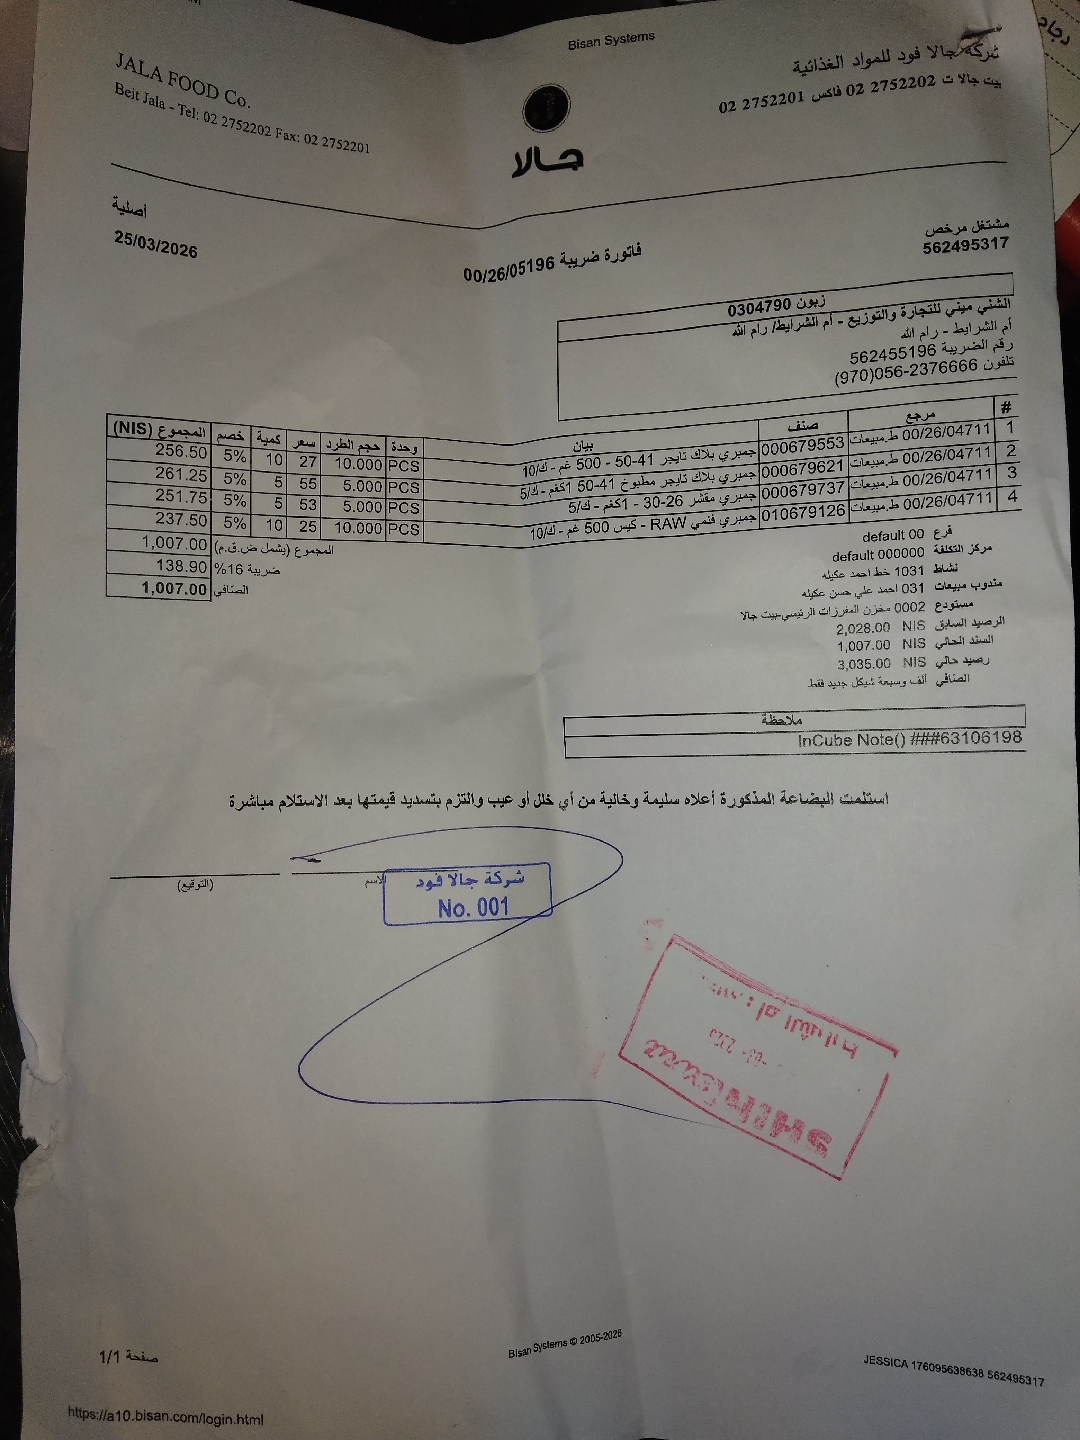 Bisan Systems
JALA FOOD Co.
Beit Jala - Tel: 02 2752202 Fax: 02 2752201
شركة جالا فود للمواد الغذائية
بيت جالا ت 2752202 02 فاكس 2752201 02
جالا
أصلية
25/03/2026
فاتورة ضريبة 00/26/05196
مشتغل مرخص
562495317
زبون 0304790
الشني ميني للتجارة والتوزيع - أم الشرايط/ رام الله
أم الشرايط - رام الله
رقم الضريبة 562455196
تلفون 2376666-056(970)
# مرجع صنف بيان وحدة حجم الطرد سعر كمية خصم المجموع (NIS)
1 00/26/04711 ط.مبيعات 000679553 جمبري بلاك تايجر 41-50 - 500 غم - ك/10 PCS 10.000 27 10 5% 256.50
2 00/26/04711 ط.مبيعات 000679621 جمبري بلاك تايجر مطبوخ 41-50 1كغم - ك/5 PCS 5.000 55 5 5% 261.25
3 00/26/04711 ط.مبيعات 000679737 جمبري مقشر 26-30 - 1كغم - ك/5 PCS 5.000 53 5 5% 251.75
4 00/26/04711 ط.مبيعات 010679126 جمبري فنمي RAW - كيس 500 غم - ك/10 PCS 10.000 25 10 5% 237.50
المجموع (يشمل ض.ق.م) 1,007.00
ضريبة 16% 138.90
الصافي 1,007.00
فرع 00 default
مركز التكلفة 000000 default
نشاط 1031 خط احمد عكيله
مندوب مبيعات 031 احمد علي حسن عكيله
مستودع 0002 مخزن المفرزات الرئيسي-بيت جالا
الرصيد السابق NIS 2,028.00
السند الحالي NIS 1,007.00
رصيد حالي NIS 3,035.00
الصافي ألف وسبعة شيكل جديد فقط
ملاحظة
InCube Note() ###63106198
استلمت البضاعة المذكورة أعلاه سليمة وخالية من أي خلل أو عيب والتزم بتسديد قيمتها بعد الاستلام مباشرة
الاسم
(التوقيع)
شركة جالا فود
No. 001
أم الشرايط
صفحة 1/1
Bisan Systems © 2005-2026
JESSICA 176095638638 562495317
https://a10.bisan.com/login.html